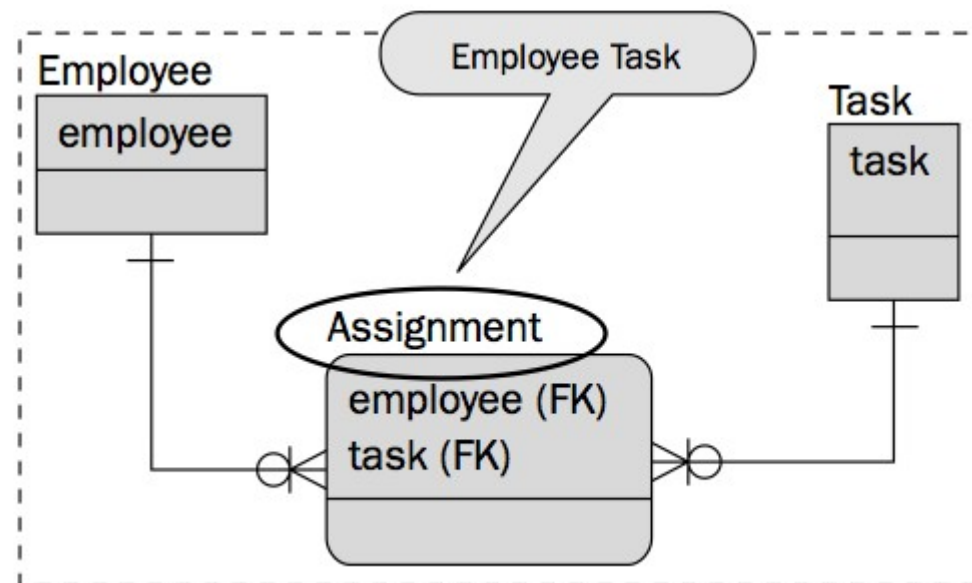 Employee Task
Employee
employee
Task
task
Assignment
employee (FK)
task (FK)